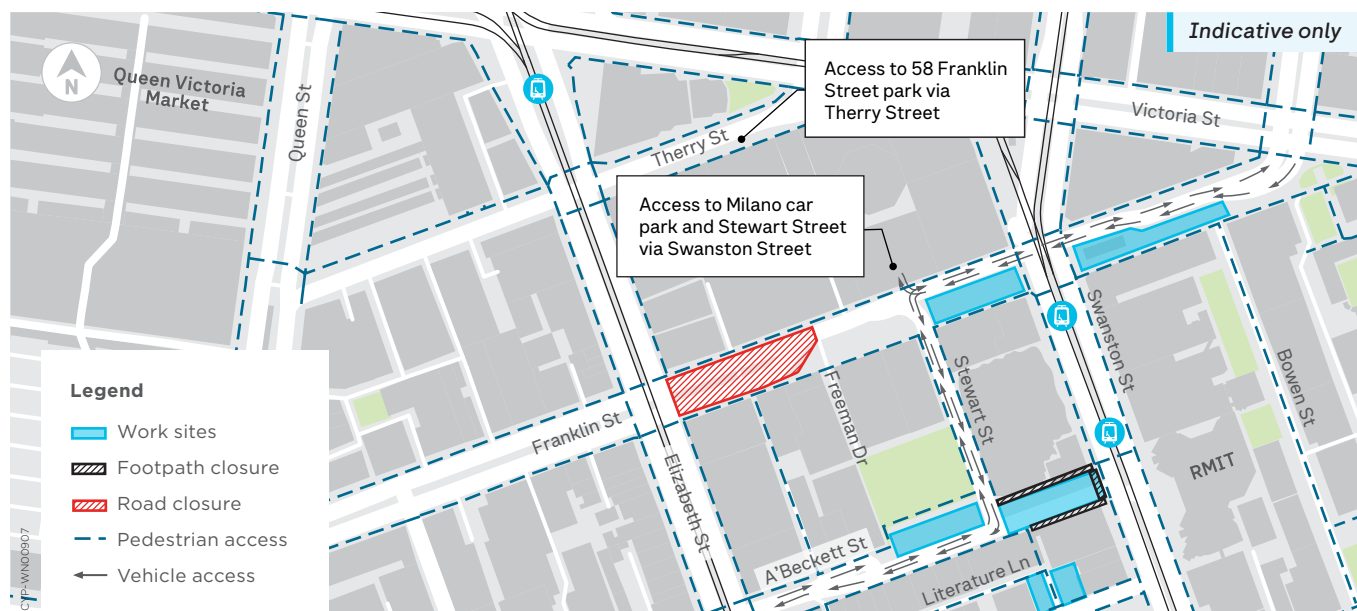 Indicative only
N
Queen Victoria
Market
Queen St
Therry St
Access to 58 Franklin
Street park via
Therry Street
Victoria St
Access to Milano car
park and Stewart Street
via Swanston Street
Swanston St
Bowen St
Stewart St
Freeman Dr
Franklin St
Elizabeth St
RMIT
A'Beckett St
Literature Ln
Legend
Work sites
Footpath closure
Road closure
Pedestrian access
Vehicle access
CYP-WN00907